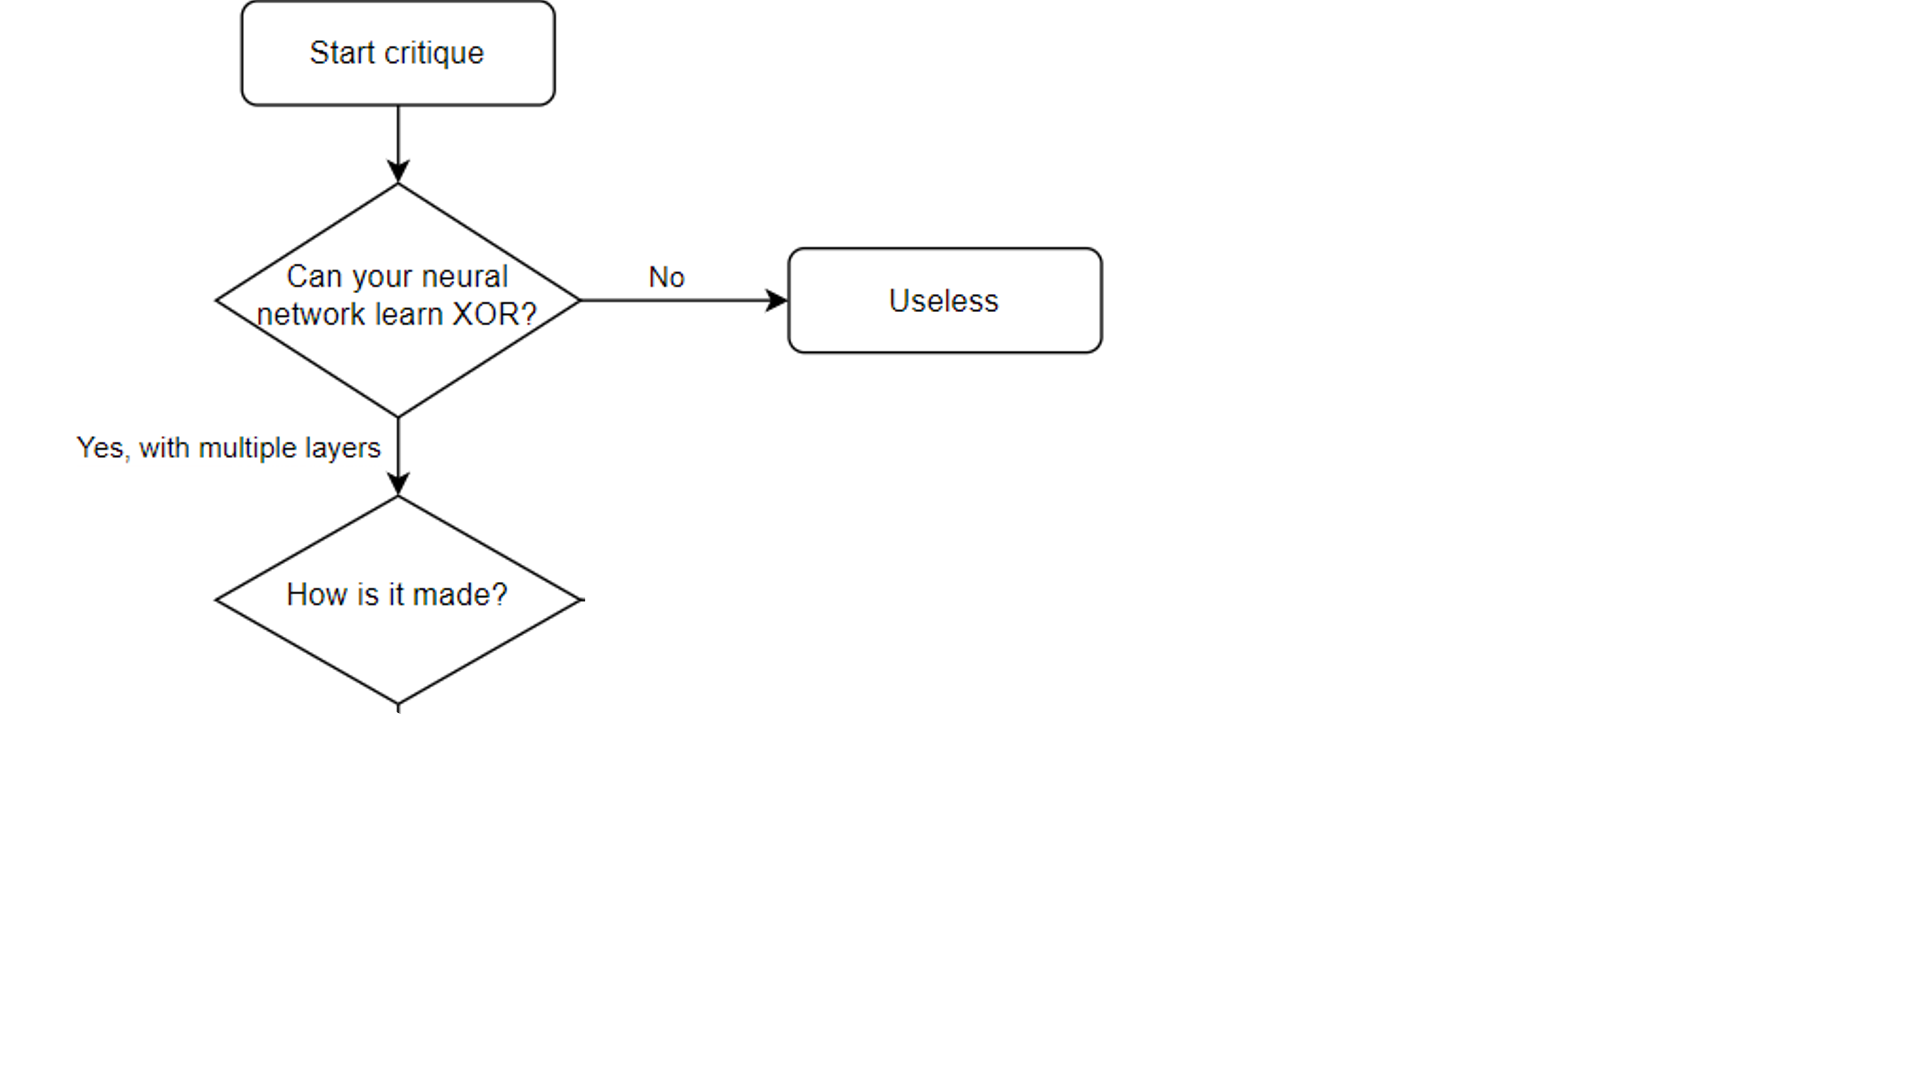 Start critique
Can your neural
network learn XOR?
No
Useless
Yes, with multiple layers
How is it made?